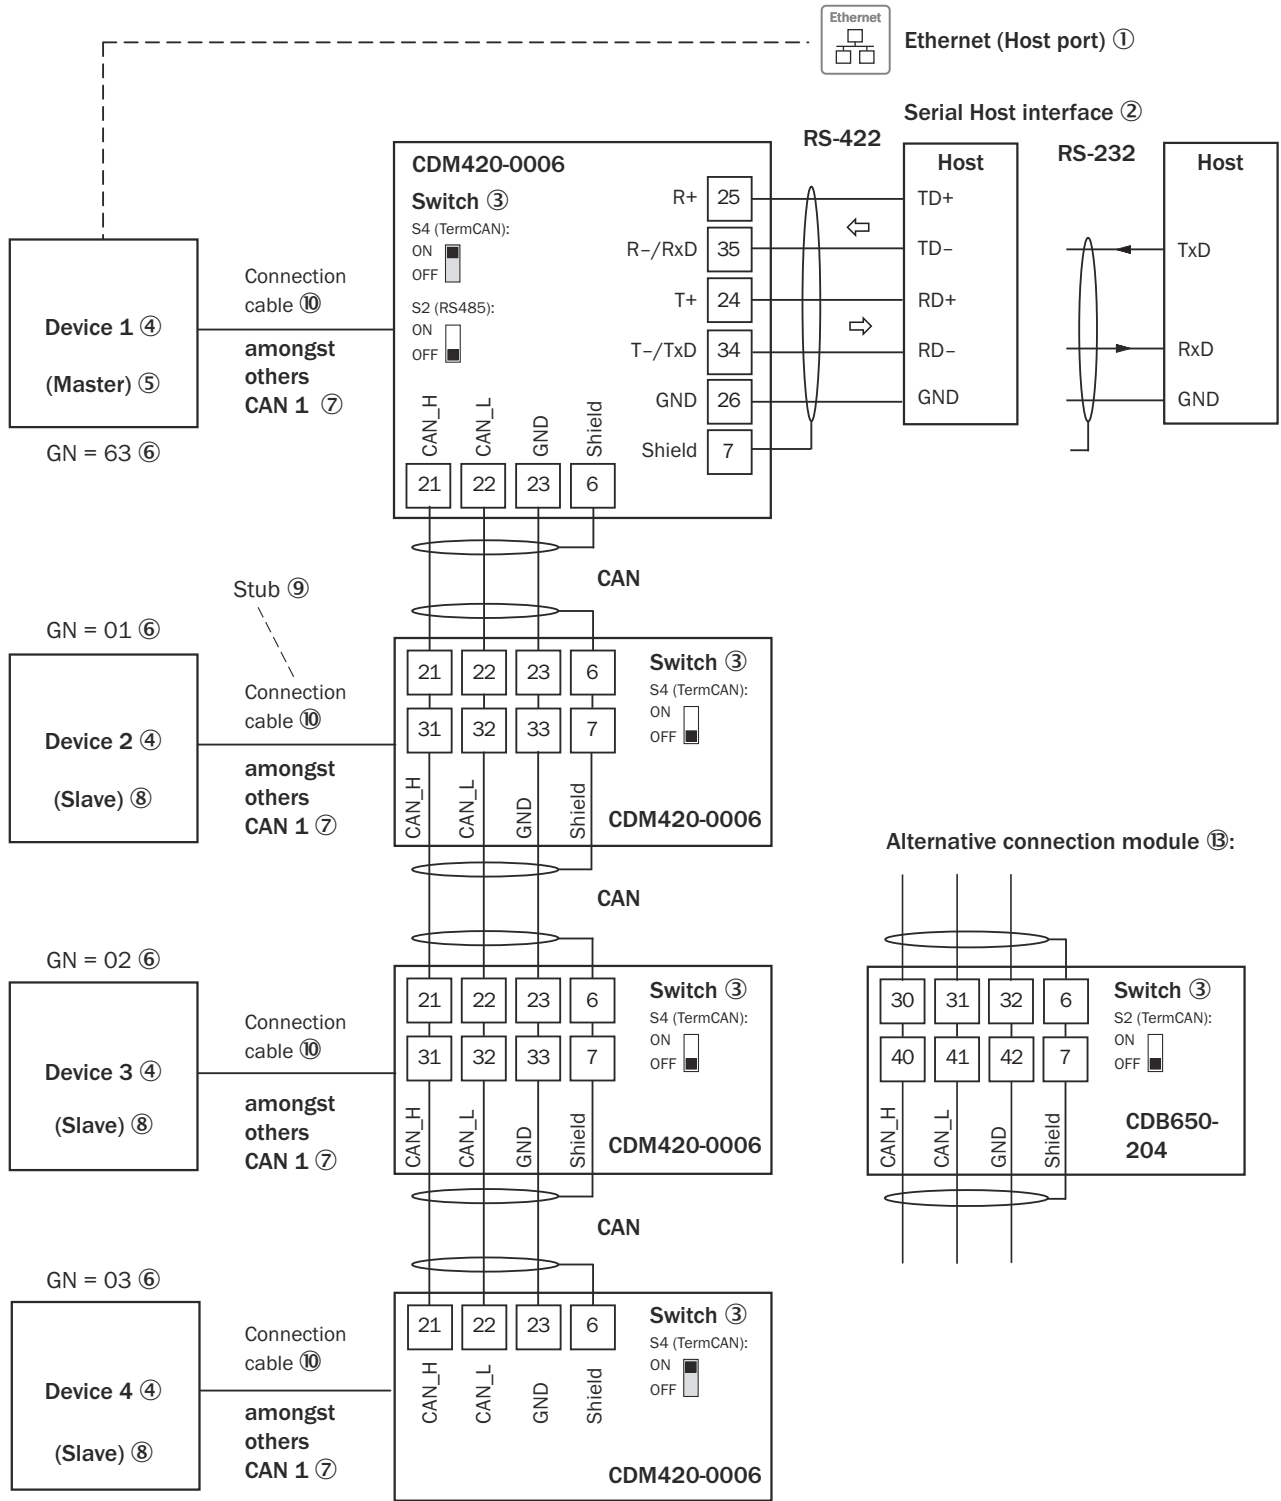 Ethernet
Ethernet (Host port) ①
Serial Host interface ②
RS-422
RS-232
CDM420-0006
Switch ③
S4 (TermCAN):
ON
OFF
S2 (RS485):
ON
OFF
R+ 25
R–/RxD 35
T+ 24
T–/TxD 34
GND 26
Shield 7
Host
TD+
TD–
RD+
RD–
GND
Host
TxD
RxD
GND
CAN_H
CAN_L
GND
Shield
21 22 23 6
Device 1 ④
(Master) ⑤
GN = 63 ⑥
Connection
cable ⑩
amongst
others
CAN 1 ⑦
CAN
Stub ⑨
GN = 01 ⑥
Device 2 ④
(Slave) ⑧
Connection
cable ⑩
amongst
others
CAN 1 ⑦
21 22 23 6
31 32 33 7
CAN_H
CAN_L
GND
Shield
Switch ③
S4 (TermCAN):
ON
OFF
CDM420-0006
CAN
GN = 02 ⑥
Device 3 ④
(Slave) ⑧
Connection
cable ⑩
amongst
others
CAN 1 ⑦
21 22 23 6
31 32 33 7
CAN_H
CAN_L
GND
Shield
Switch ③
S4 (TermCAN):
ON
OFF
CDM420-0006
CAN
Alternative connection module ⑬:
30 31 32 6
40 41 42 7
CAN_H
CAN_L
GND
Shield
Switch ③
S2 (TermCAN):
ON
OFF
CDB650-
204
GN = 03 ⑥
Device 4 ④
(Slave) ⑧
Connection
cable ⑩
amongst
others
CAN 1 ⑦
21 22 23 6
CAN_H
CAN_L
GND
Shield
Switch ③
S4 (TermCAN):
ON
OFF
CDM420-0006